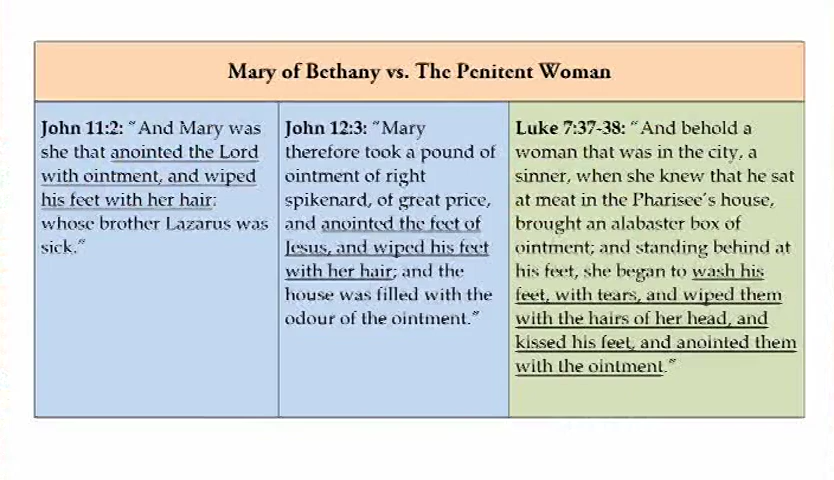 Mary of Bethany vs. The Penitent Woman
John 11:2: "And Mary was
she that anointed the Lord
with ointment, and wiped
his feet with her hair:
whose brother Lazarus was
sick."
John 12:3: "Mary
therefore took a pound of
ointment of right
spikenard, of great price,
and anointed the feet of
Jesus, and wiped his feet
with her hair; and the
house was filled with the
odour of the ointment."
Luke 7:37-38: "And behold a
woman that was in the city, a
sinner, when she knew that he sat
at meat in the Pharisee's house,
brought an alabaster box of
ointment; and standing behind at
his feet, she began to wash his
feet, with tears, and wiped them
with the hairs of her head, and
kissed his feet, and anointed them
with the ointment."